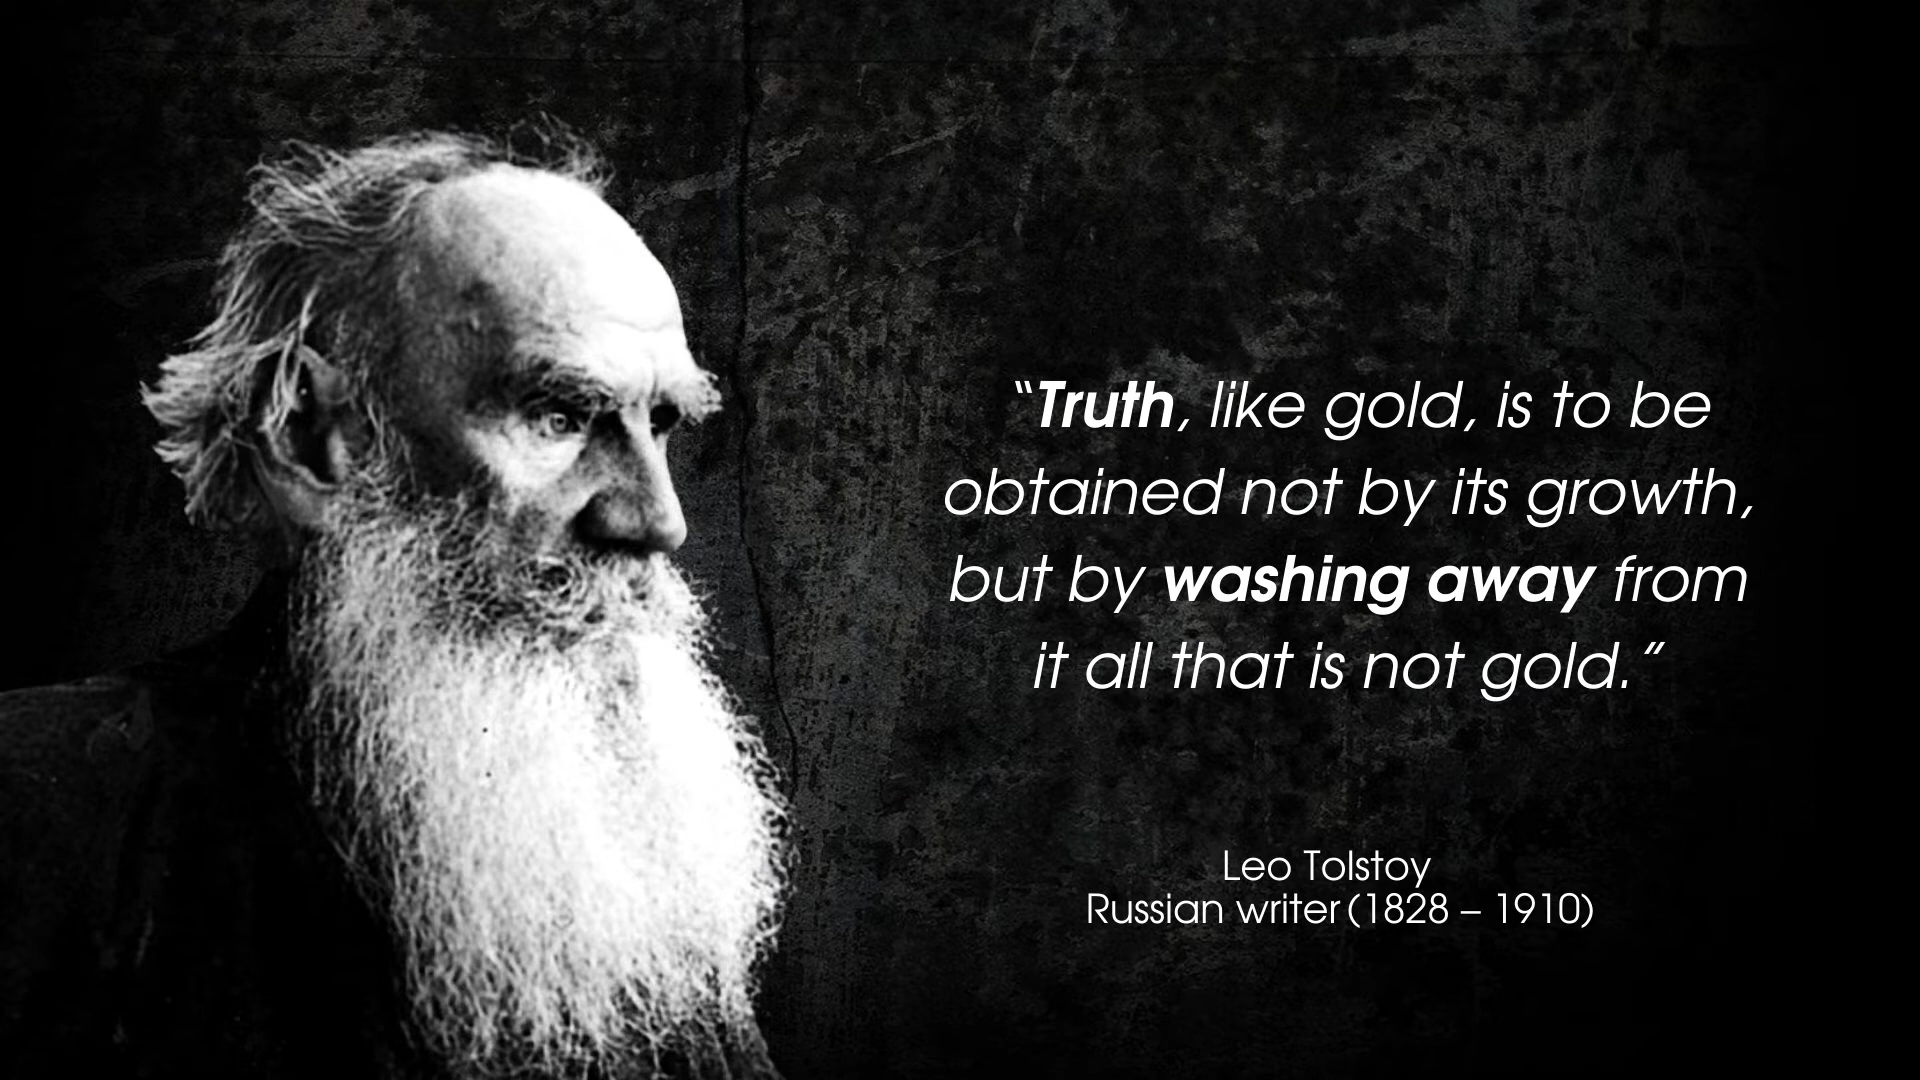 “Truth, like gold, is to be
obtained not by its growth,
but by washing away from
it all that is not gold.”
Leo Tolstoy
Russian writer (1828 – 1910)